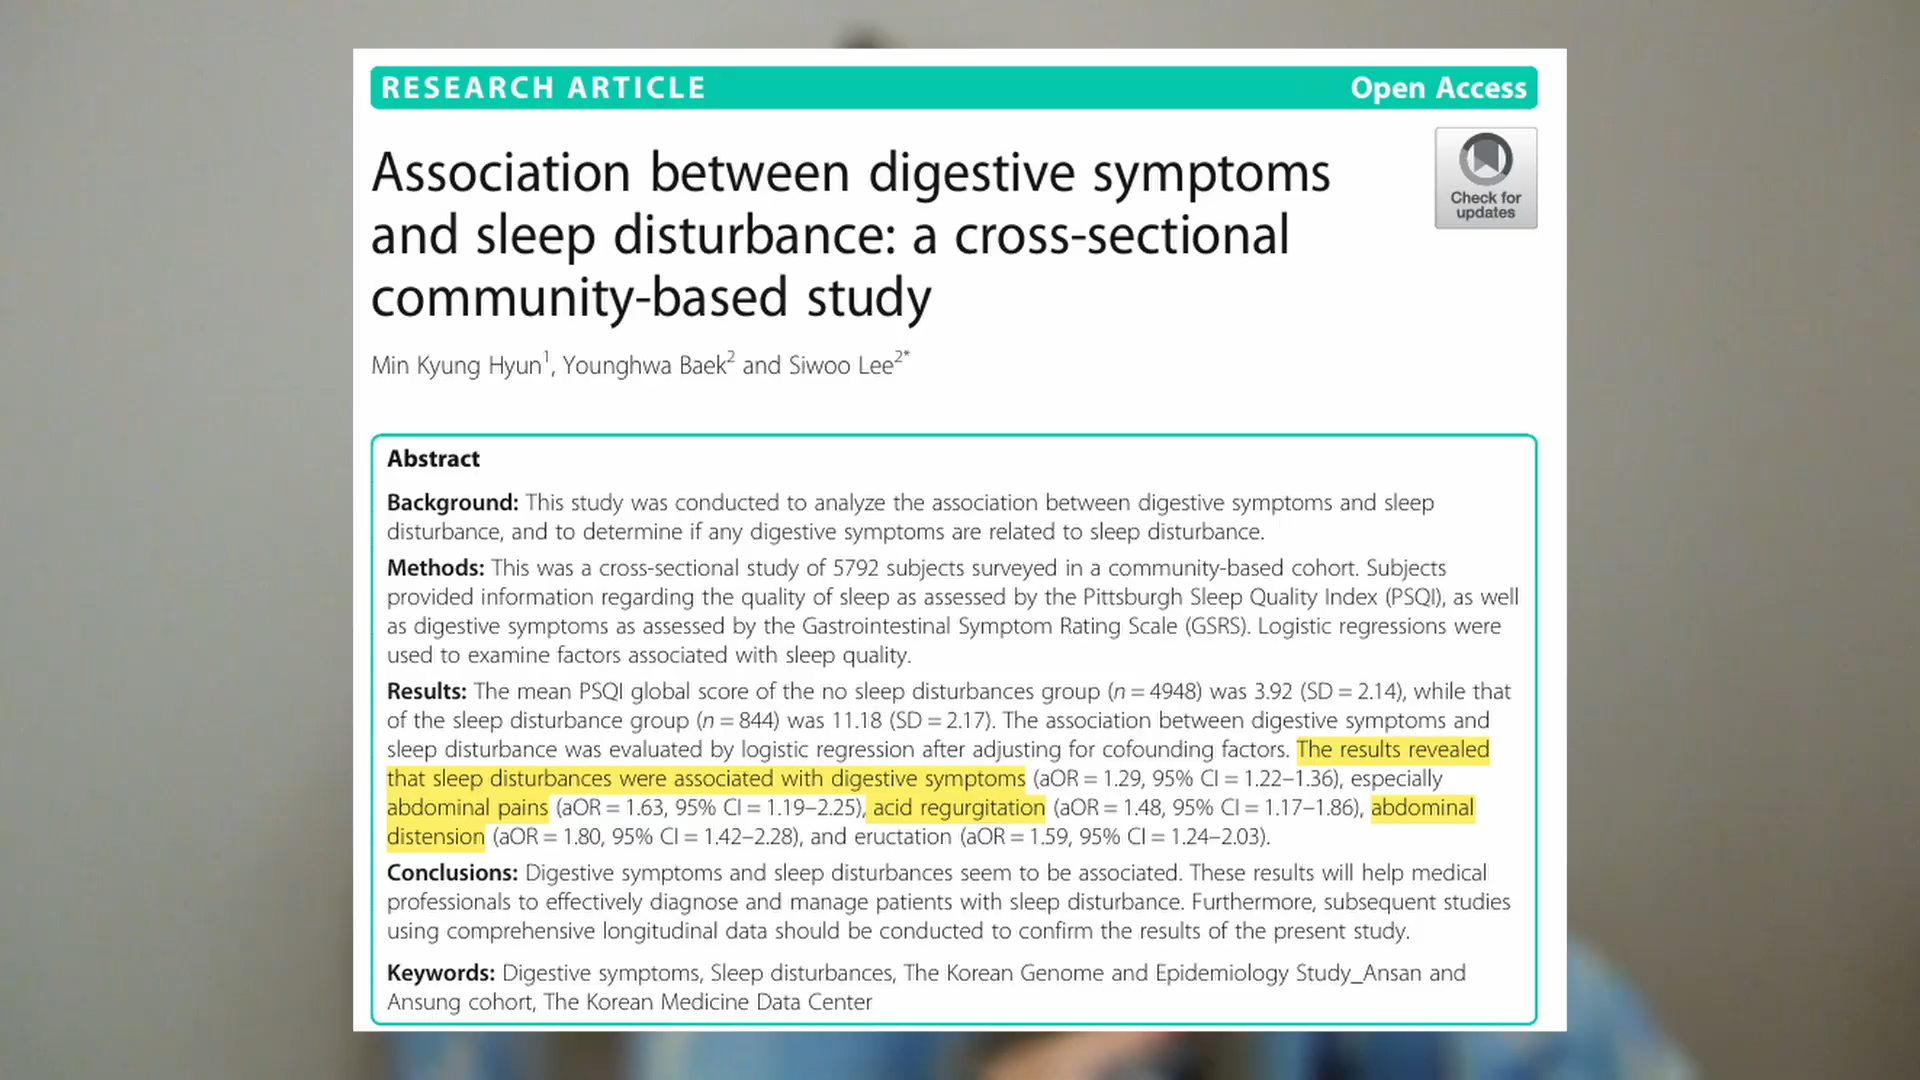 RESEARCH ARTICLE Open Access
Association between digestive symptoms
and sleep disturbance: a cross-sectional
community-based study
Check for
updates
Min Kyung Hyun1, Younghwa Baek2 and Siwoo Lee2*
Abstract
Background: This study was conducted to analyze the association between digestive symptoms and sleep
disturbance, and to determine if any digestive symptoms are related to sleep disturbance.
Methods: This was a cross-sectional study of 5792 subjects surveyed in a community-based cohort. Subjects
provided information regarding the quality of sleep as assessed by the Pittsburgh Sleep Quality Index (PSQI), as well
as digestive symptoms as assessed by the Gastrointestinal Symptom Rating Scale (GSRS). Logistic regressions were
used to examine factors associated with sleep quality.
Results: The mean PSQI global score of the no sleep disturbances group (n = 4948) was 3.92 (SD = 2.14), while that
of the sleep disturbance group (n = 844) was 11.18 (SD = 2.17). The association between digestive symptoms and
sleep disturbance was evaluated by logistic regression after adjusting for cofounding factors. The results revealed
that sleep disturbances were associated with digestive symptoms (aOR = 1.29, 95% CI = 1.22–1.36), especially
abdominal pains (aOR = 1.63, 95% CI = 1.19–2.25), acid regurgitation (aOR = 1.48, 95% CI = 1.17–1.86), abdominal
distension (aOR = 1.80, 95% CI = 1.42–2.28), and eructation (aOR = 1.59, 95% CI = 1.24–2.03).
Conclusions: Digestive symptoms and sleep disturbances seem to be associated. These results will help medical
professionals to effectively diagnose and manage patients with sleep disturbance. Furthermore, subsequent studies
using comprehensive longitudinal data should be conducted to confirm the results of the present study.
Keywords: Digestive symptoms, Sleep disturbances, The Korean Genome and Epidemiology Study_Ansan and
Ansung cohort, The Korean Medicine Data Center